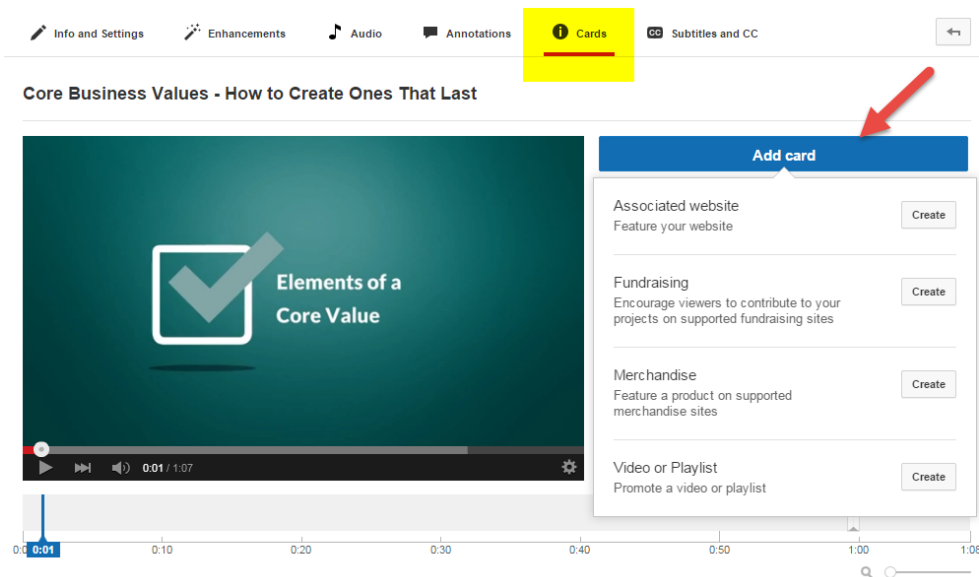 Info and Settings
Enhancements
Audio
Annotations
Cards
CC Subtitles and CC
Core Business Values - How to Create Ones That Last
Elements of a
Core Value
0:01 / 1:07
Add card
Associated website
Feature your website
Create
Fundraising
Encourage viewers to contribute to your
projects on supported fundraising sites
Create
Merchandise
Feature a product on supported
merchandise sites
Create
Video or Playlist
Promote a video or playlist
Create
0:01
0:10
0:20
0:30
0:40
0:50
1:00